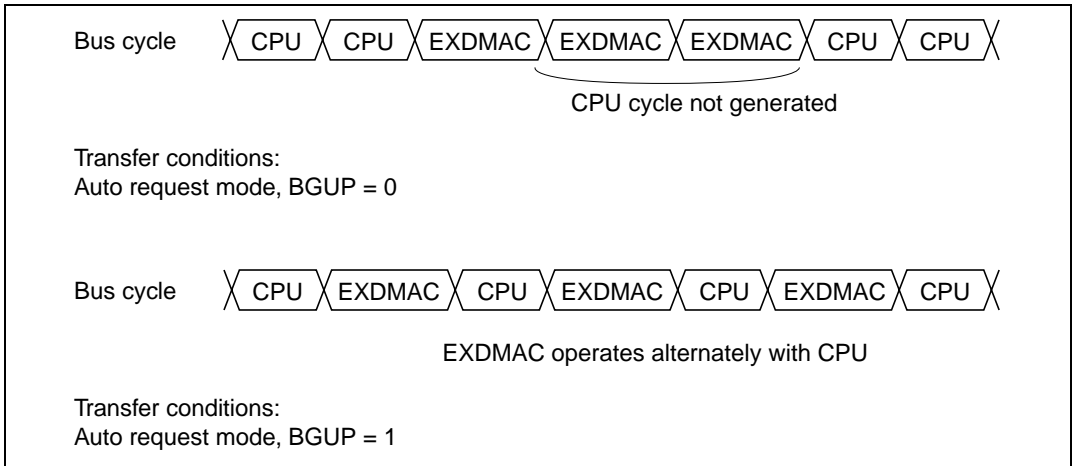 Bus cycle CPU CPU EXDMAC EXDMAC EXDMAC CPU CPU
CPU cycle not generated
Transfer conditions:
Auto request mode, BGUP = 0
Bus cycle CPU EXDMAC CPU EXDMAC CPU EXDMAC CPU
EXDMAC operates alternately with CPU
Transfer conditions:
Auto request mode, BGUP = 1